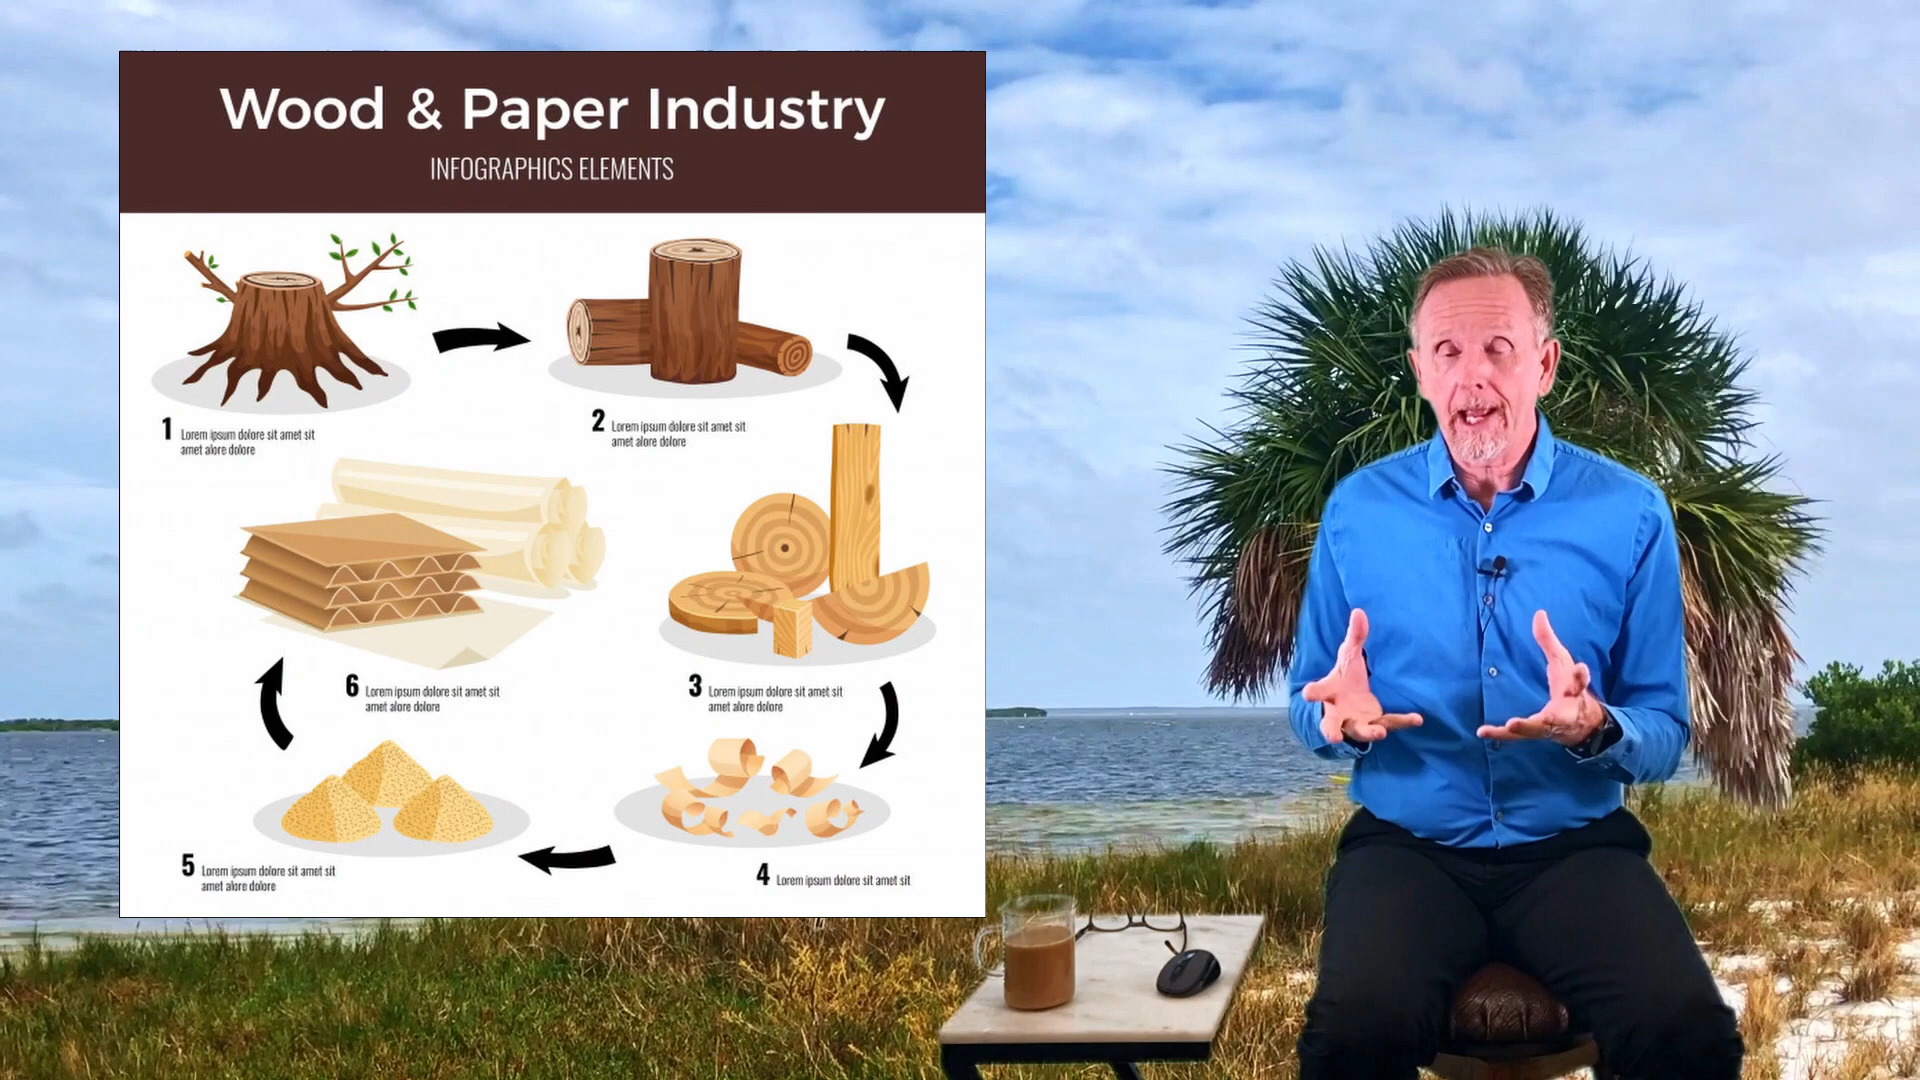 Wood & Paper Industry
INFOGRAPHICS ELEMENTS
1 Lorem ipsum dolore sit amet sit
amet alore dolore
2 Lorem ipsum dolore sit amet sit
amet alore dolore
3 Lorem ipsum dolore sit amet sit
amet alore dolore
4 Lorem ipsum dolore sit amet sit
5 Lorem ipsum dolore sit amet sit
amet alore dolore
6 Lorem ipsum dolore sit amet sit
amet alore dolore